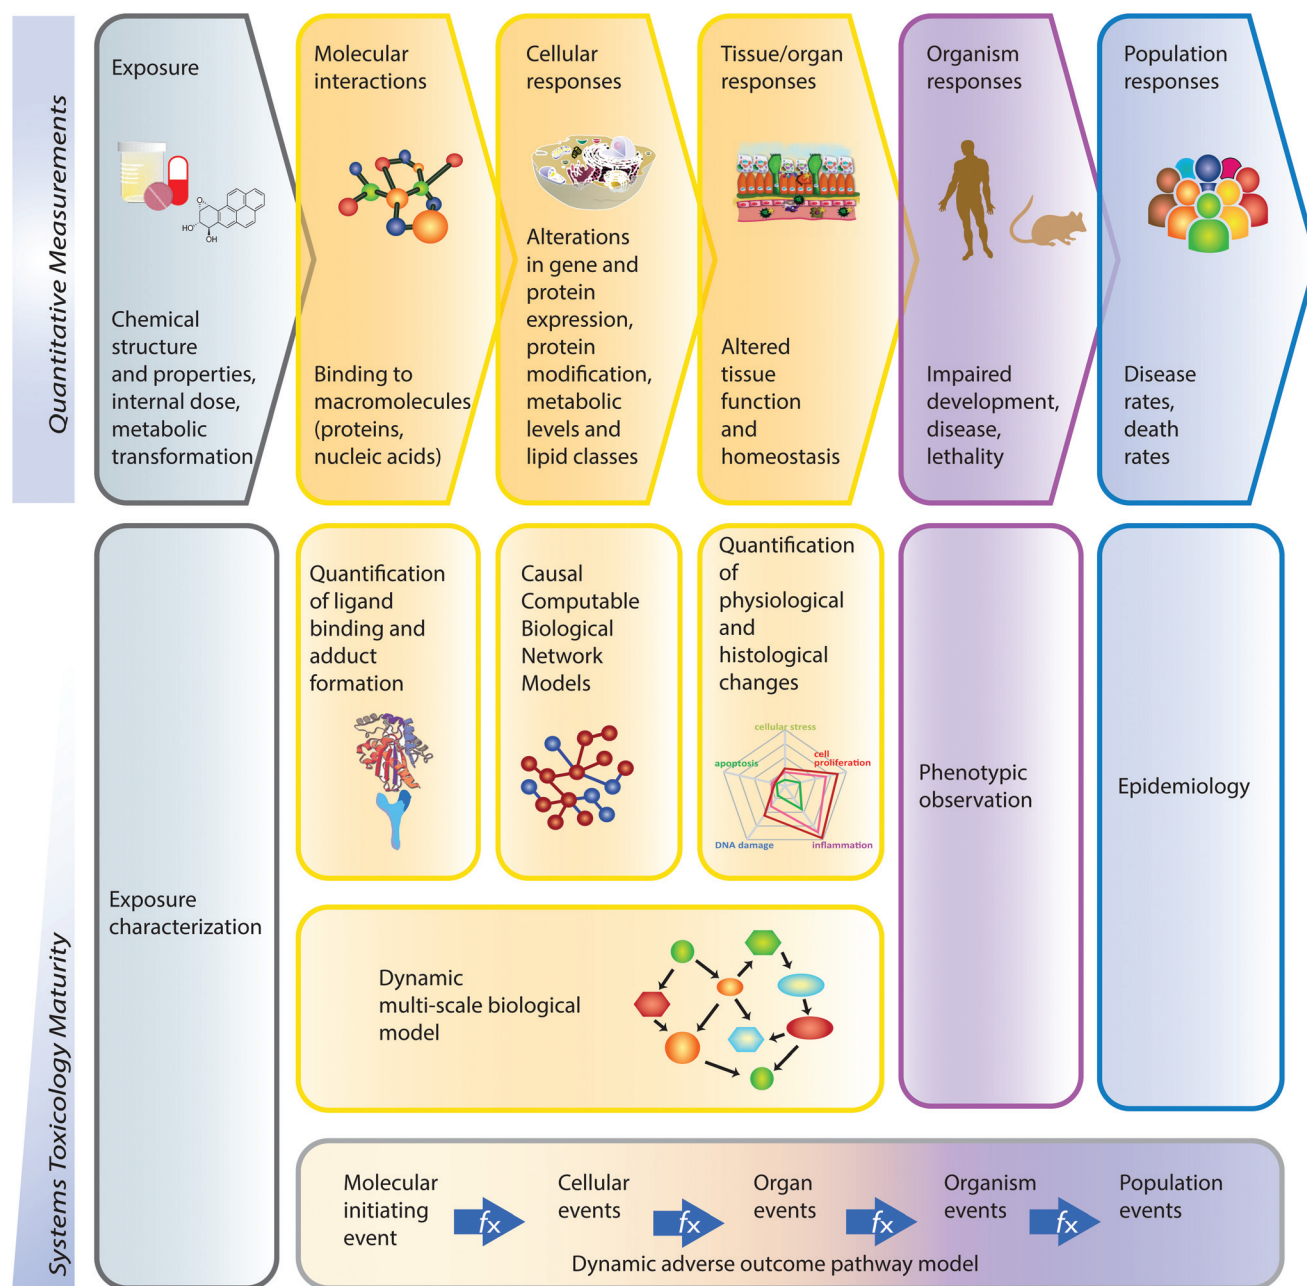 Quantitative Measurements
Exposure
HO
OH
O
Chemical
structure
and properties,
internal dose,
metabolic
transformation
Molecular
interactions
Binding to
macromolecules
(proteins,
nucleic acids)
Cellular
responses
Alterations
in gene and
protein
expression,
protein
modification,
metabolic
levels and
lipid classes
Tissue/organ
responses
Altered
tissue
function
and
homeostasis
Organism
responses
Impaired
development,
disease,
lethality
Population
responses
Disease
rates,
death
rates
Systems Toxicology Maturity
Exposure
characterization
Quantification
of ligand
binding and
adduct
formation
Causal
Computable
Biological
Network
Models
Quantification
of
physiological
and
histological
changes
cellular stress
apoptosis
cell
proliferation
DNA damage
inflammation
Phenotypic
observation
Epidemiology
Dynamic
multi-scale biological
model
Molecular
initiating
event
fx
Cellular
events
fx
Organ
events
fx
Organism
events
fx
Population
events
Dynamic adverse outcome pathway model